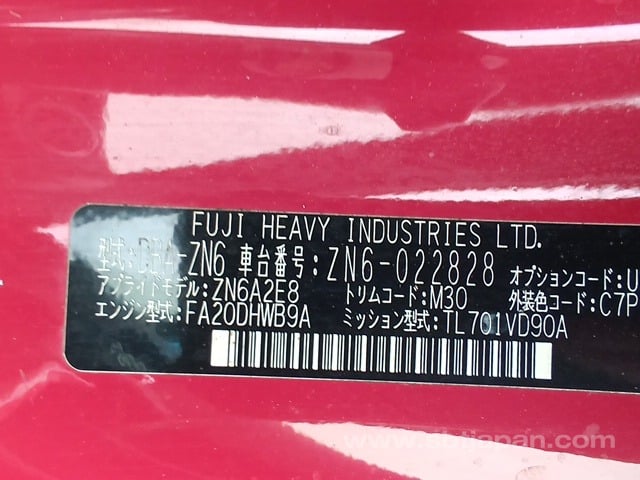 FUJI HEAVY INDUSTRIES LTD.
型式:DBA-ZN6 車台番号:ZN6-022828 オプションコード:U
アプライドモデル:ZN6A2E8 トリムコード:M30 外装色コード:C7P
エンジン型式:FA20DHWB9A ミッション型式:TL701VD90A
www.sbtjapan.com